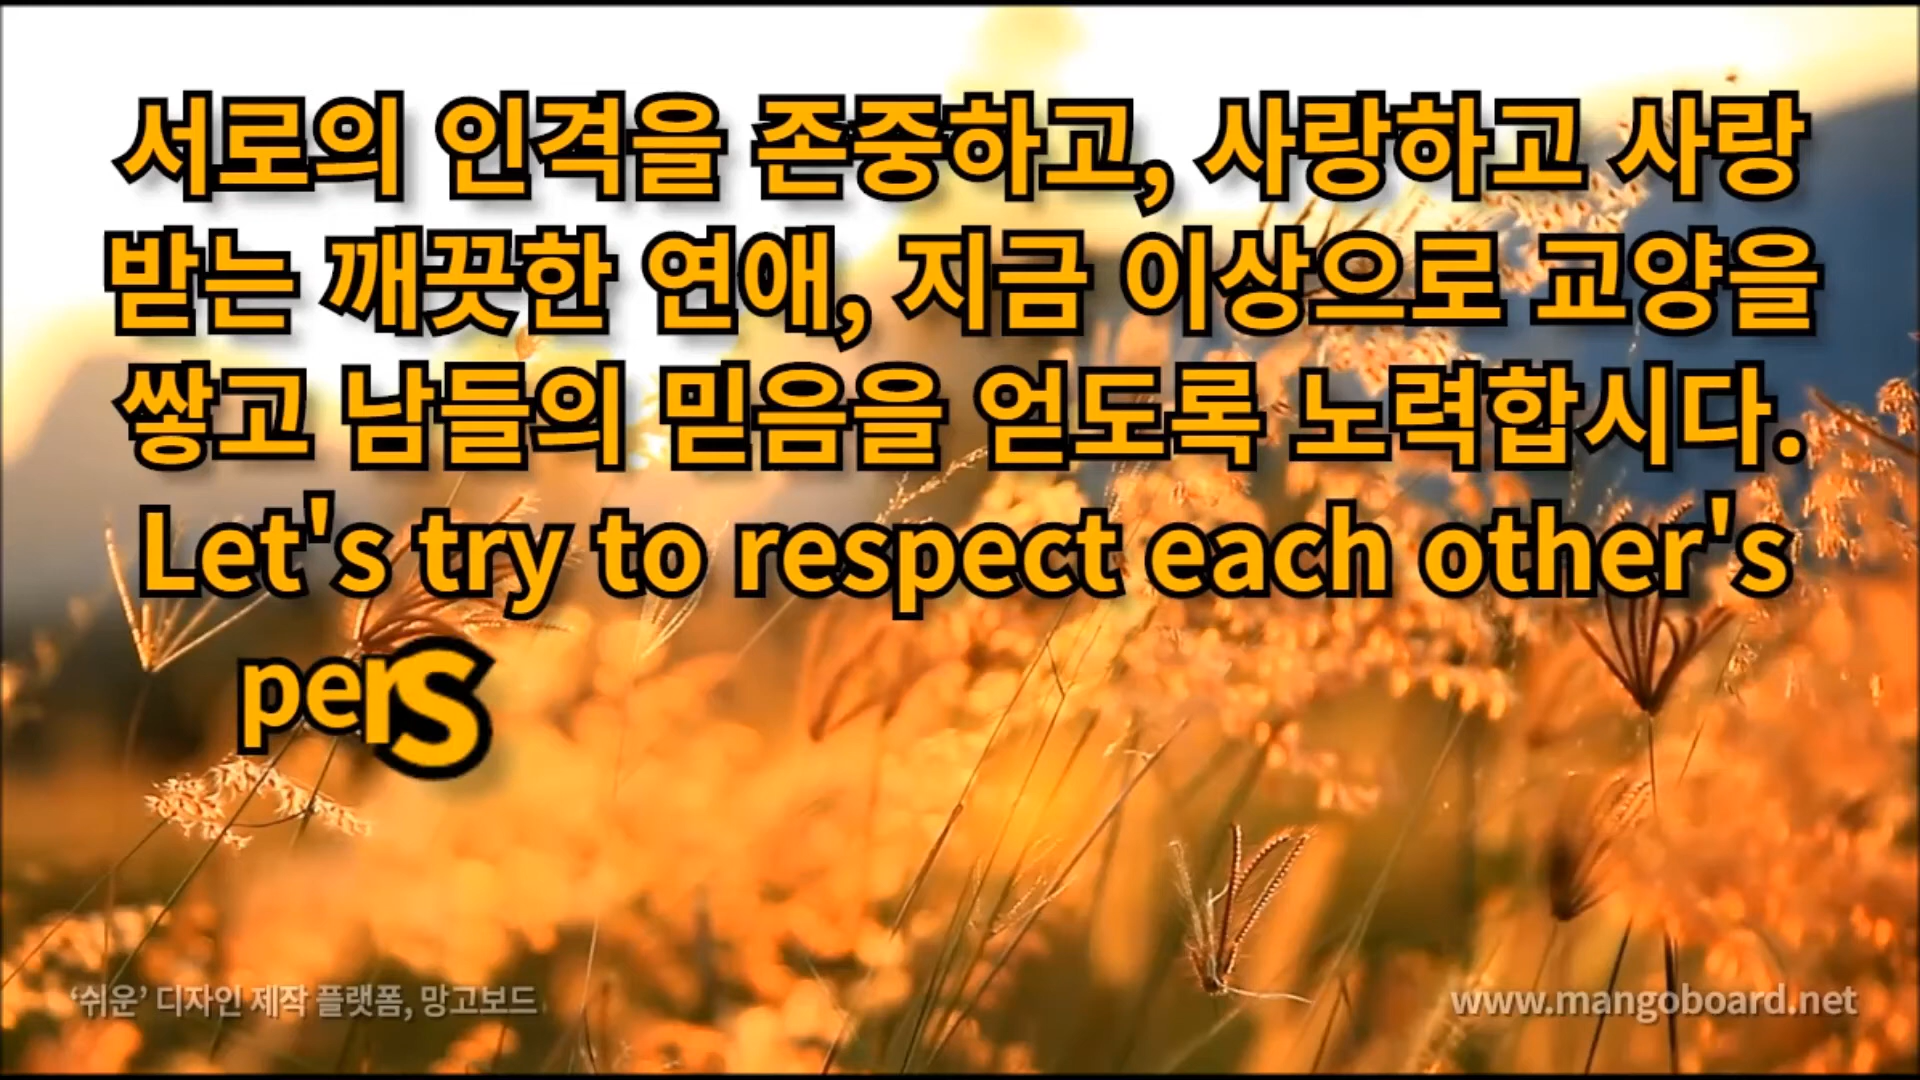 서로의 인격을 존중하고, 사랑하고 사랑
받는 깨끗한 연애, 지금 이상으로 교양을
쌓고 남들의 믿음을 얻도록 노력합시다.
Let's try to respect each other's
pers
‘쉬운’ 디자인 제작 플랫폼, 망고보드
www.mangoboard.net